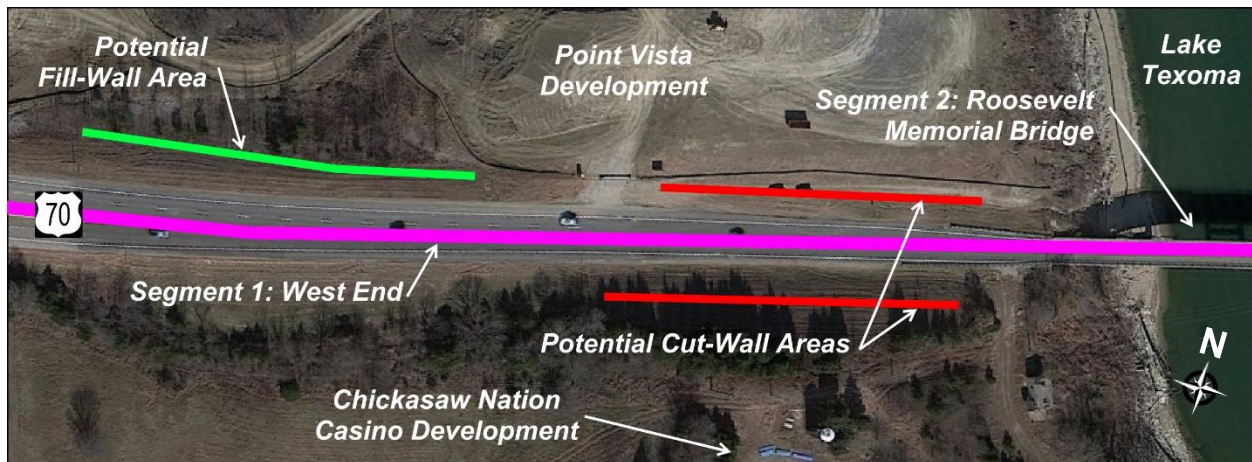 Potential
Fill-Wall Area
Point Vista
Development
Lake
Texoma
Segment 2: Roosevelt
Memorial Bridge
70
Segment 1: West End
Potential Cut-Wall Areas
N
Chickasaw Nation
Casino Development